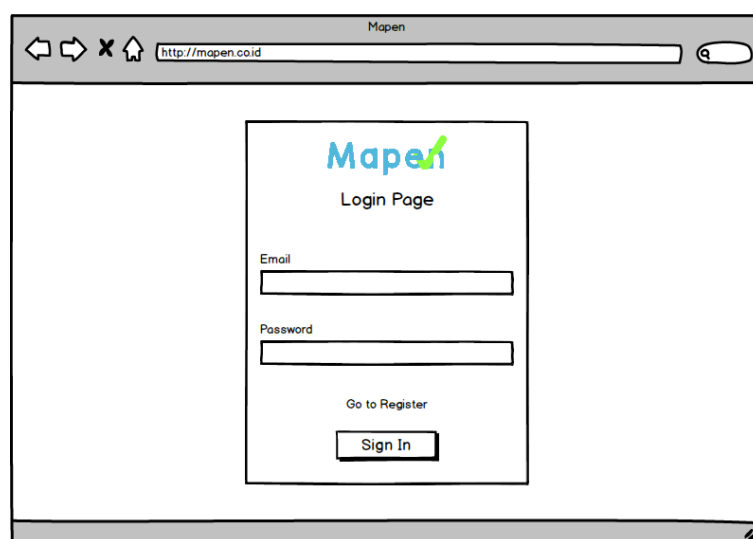 Mapen
http://mapen.co.id
Mapen
Login Page
Email
Password
Go to Register
Sign In